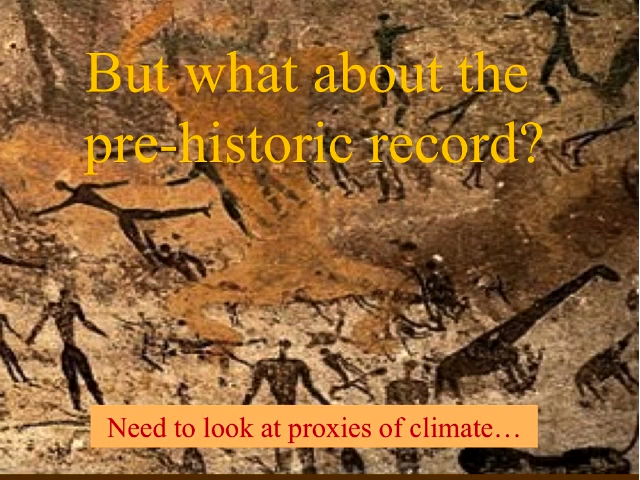 But what about the
pre-historic record?
Need to look at proxies of climate…